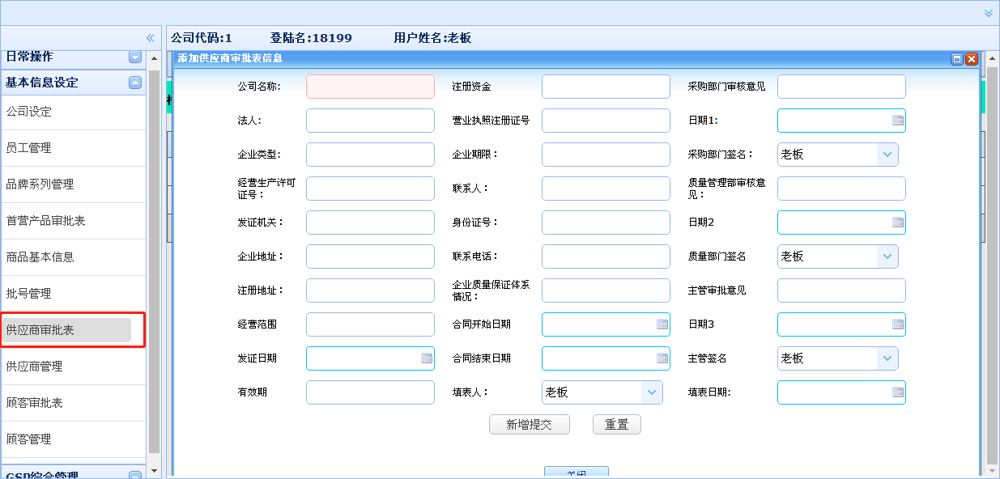 公司代码:1 登陆名:18199 用户姓名:老板
日常操作
基本信息设定
公司设定
员工管理
品牌系列管理
首营产品审批表
商品基本信息
批号管理
供应商审批表
供应商管理
顾客审批表
顾客管理
GSP综合管理
添加供应商审批表信息
公司名称: 注册资金 采购部门审核意见
法人: 营业执照注册证号 日期1:
企业类型: 企业期限： 采购部门签名： 老板
经营生产许可
证号： 联系人： 质量管理部审核意
见：
发证机关： 身份证号： 日期2
企业地址： 联系电话： 质量部门签名 老板
注册地址： 企业质量保证体系
情况： 主管审批意见
经营范围 合同开始日期 日期3
发证日期 合同结束日期 主管签名 老板
有效期 填表人： 老板 填表日期:
新增提交 重置
关闭